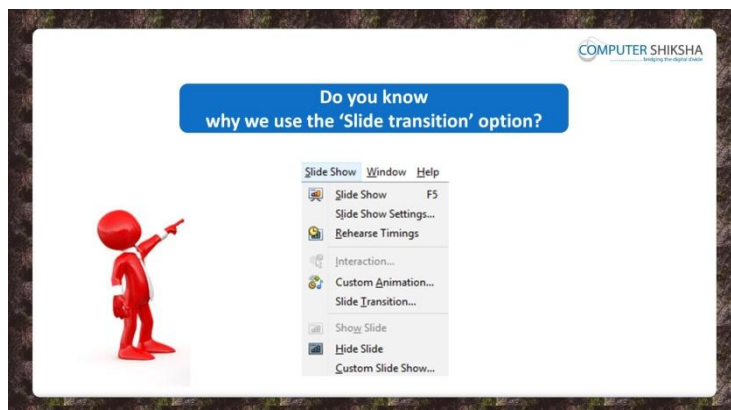 COMPUTER SHIKSHA
bridging the digital divide
Do you know
why we use the ‘Slide transition’ option?
Slide Show Window Help
Slide Show F5
Slide Show Settings...
Rehearse Timings
Interaction...
Custom Animation...
Slide Transition...
Show Slide
Hide Slide
Custom Slide Show...